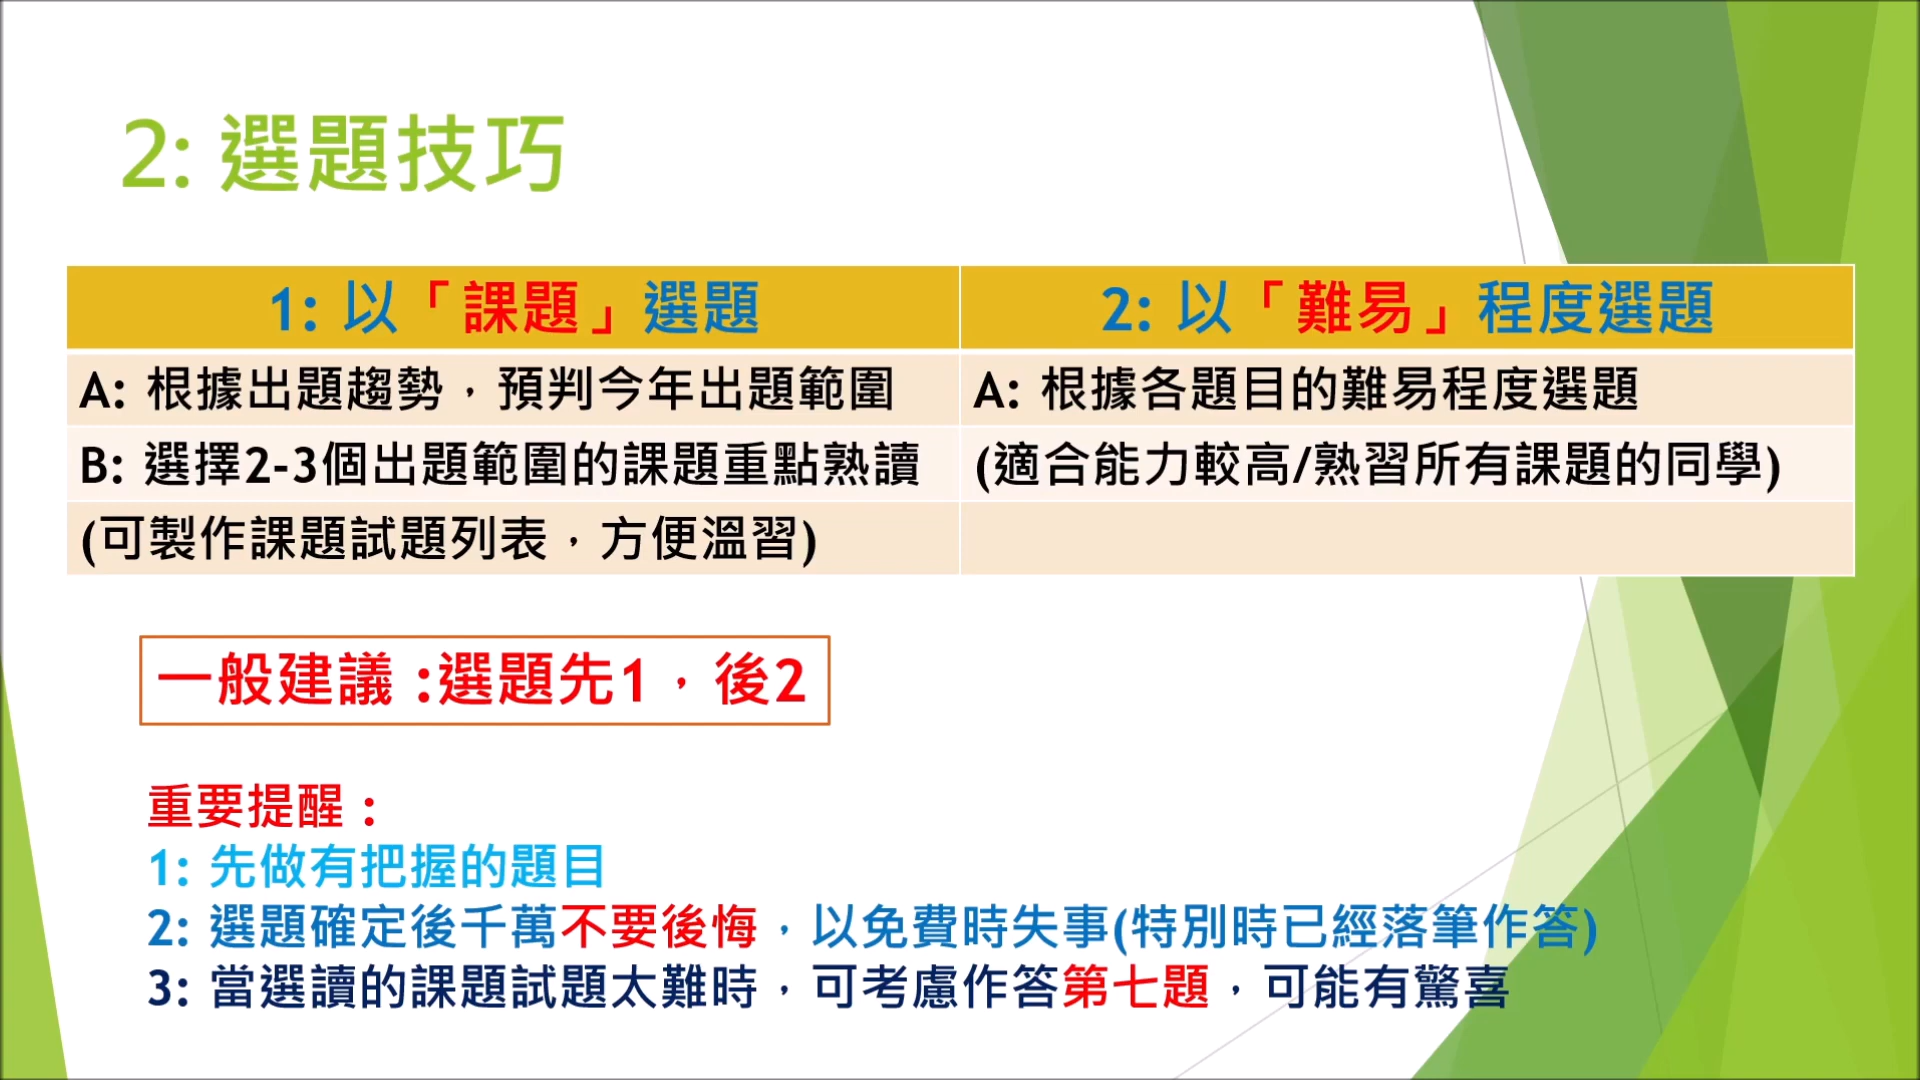 2: 選題技巧
1: 以「課題」選題
2: 以「難易」程度選題
A: 根據出題趨勢，預判今年出題範圍
A: 根據各題目的難易程度選題
B: 選擇2-3個出題範圍的課題重點熟讀
(適合能力較高/熟習所有課題的同學)
(可製作課題試題列表，方便溫習)
一般建議 :選題先1，後2
重要提醒：
1: 先做有把握的題目
2: 選題確定後千萬不要後悔，以免費時失事(特別時已經落筆作答)
3: 當選讀的課題試題太難時，可考慮作答第七題，可能有驚喜